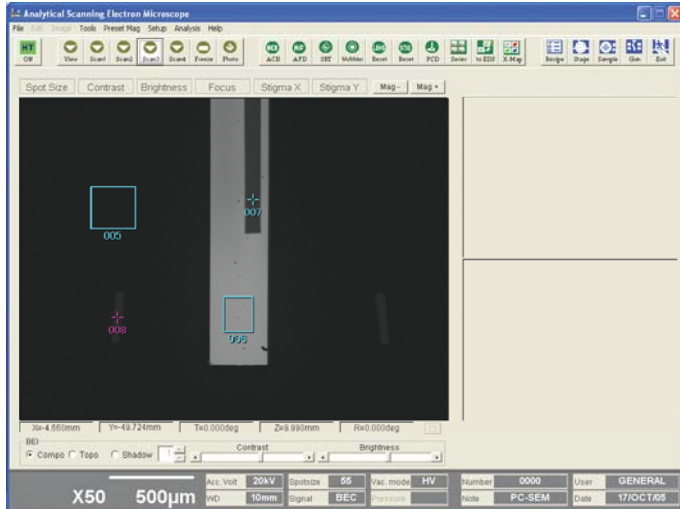 Analytical Scanning Electron Microscope
File Edit Image Tools Preset Mag Setup Analysis Help
HT ON View Scan1 Scan2 Scan3 Scan4 Freeze Photo ACB AFD Reset Reset PCD Series to EDS X-Map Recipe Stage Sample Gun Exit
Spot Size Contrast Brightness Focus Stigma X Stigma Y Mag - Mag +
007
005
008
006
X=-4.660mm Y=-49.724mm T=0.000deg Z=9.990mm R=0.000deg
BEI
Compo Topo Shadow 1 Contrast Brightness
Acc. Volt 20kV Spotsize 55 Vac. mode HV Number 0000 User GENERAL
X50 500µm WD 10mm Signal BEC Pressure Note PC-SEM Date 17/OCT/05